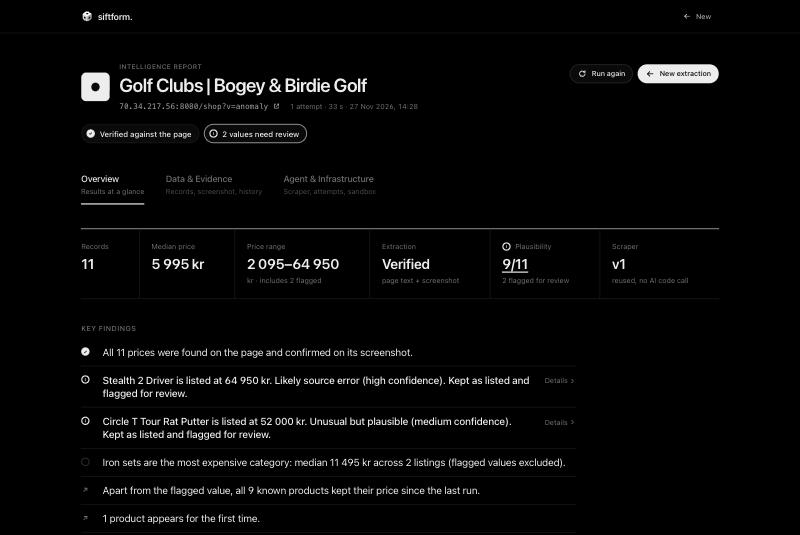 siftform.
← New
INTELLIGENCE REPORT
Golf Clubs | Bogey & Birdie Golf
70.34.217.56:8080/shop?v=anomaly
1 attempt · 33 s · 27 Nov 2026, 14:28
Run again
← New extraction
Verified against the page
2 values need review
Overview
Results at a glance
Data & Evidence
Records, screenshot, history
Agent & Infrastructure
Scraper, attempts, sandbox
Records
11
Median price
5 995 kr
Price range
2 095–64 950
kr · includes 2 flagged
Extraction
Verified
page text + screenshot
Plausibility
9/11
2 flagged for review
Scraper
v1
reused, no AI code call
KEY FINDINGS
All 11 prices were found on the page and confirmed on its screenshot.
Stealth 2 Driver is listed at 64 950 kr. Likely source error (high confidence). Kept as listed and
flagged for review.
Details ›
Circle T Tour Rat Putter is listed at 52 000 kr. Unusual but plausible (medium confidence).
Kept as listed and flagged for review.
Details ›
Iron sets are the most expensive category: median 11 495 kr across 2 listings (flagged values excluded).
Apart from the flagged value, all 9 known products kept their price since the last run.
1 product appears for the first time.